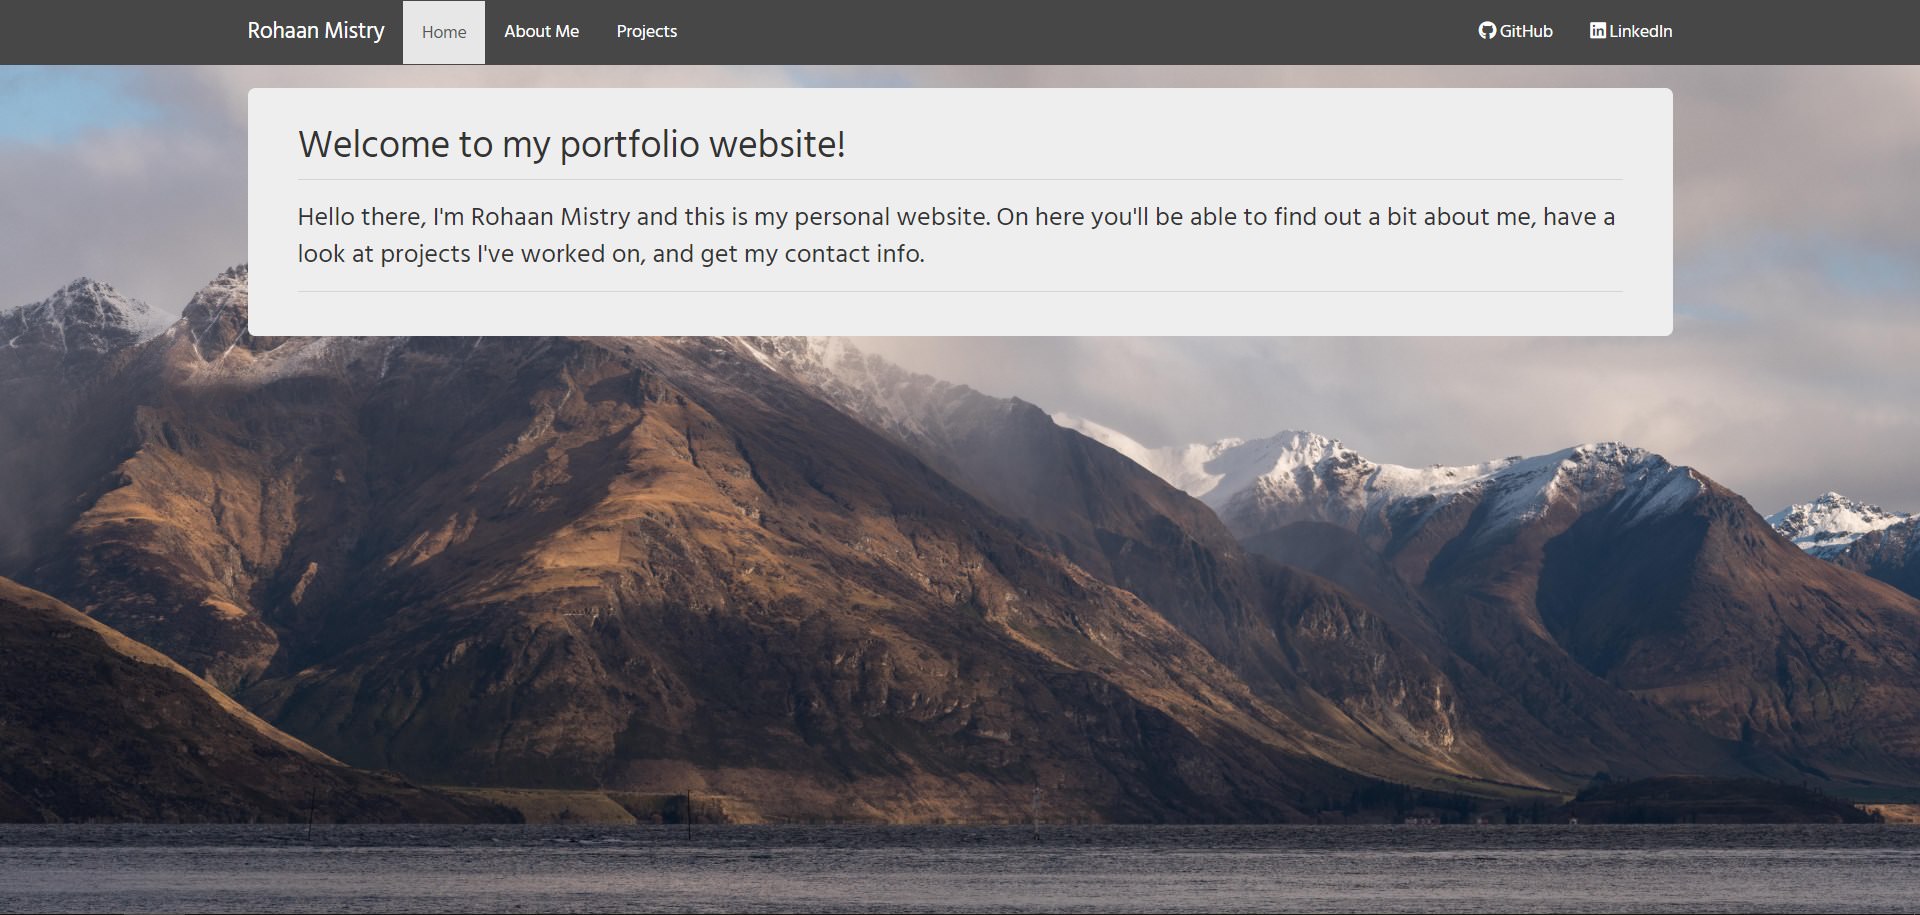 Rohaan Mistry Home About Me Projects GitHub LinkedIn
Welcome to my portfolio website!
Hello there, I'm Rohaan Mistry and this is my personal website. On here you'll be able to find out a bit about me, have a
look at projects I've worked on, and get my contact info.